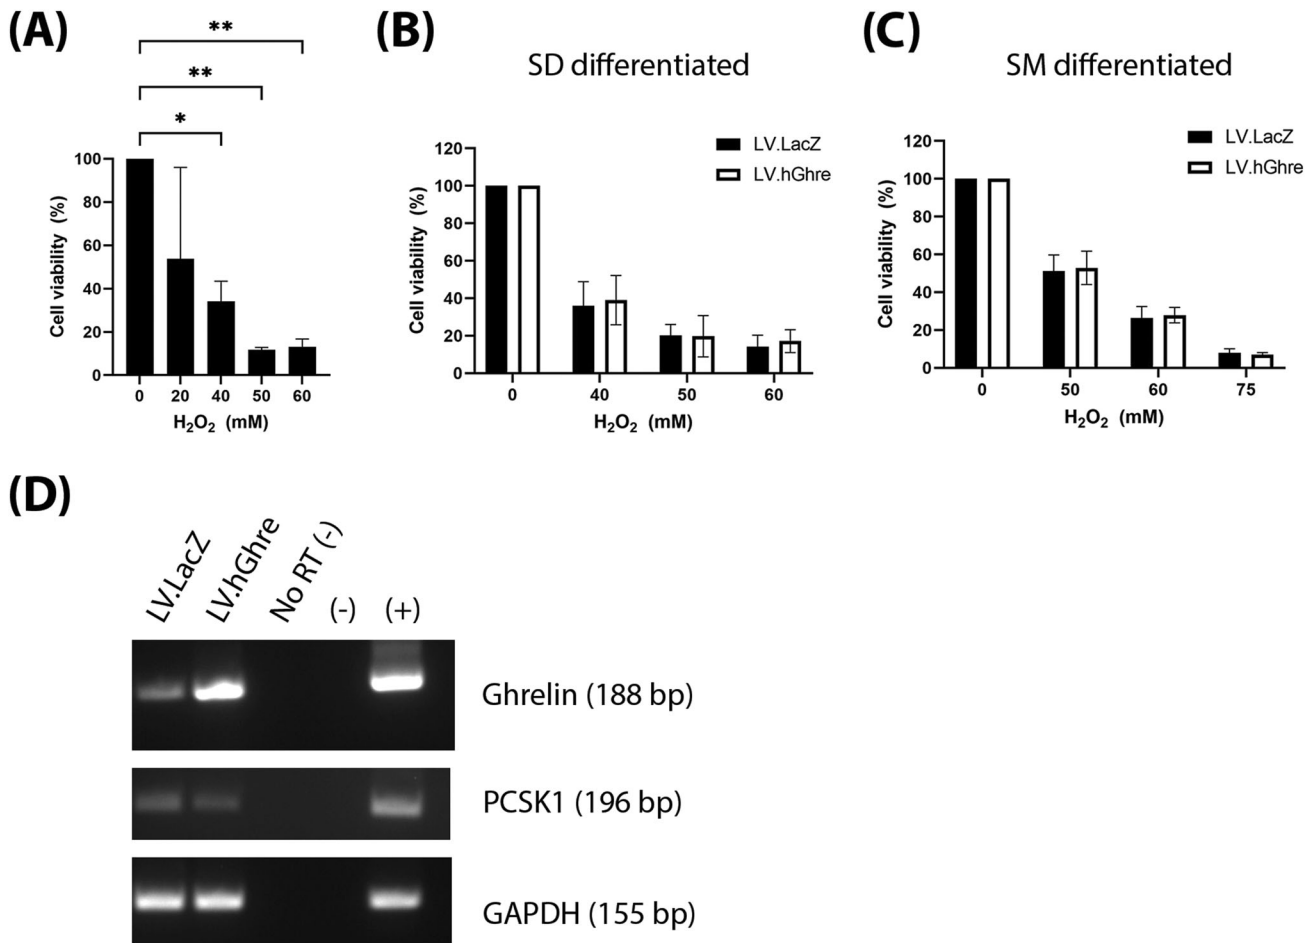 (A)
**
**
*
100
80
60
40
20
0
Cell viability (%)
0 20 40 50 60
H₂O₂ (mM)
(B)
SD differentiated
LV.LacZ
LV.hGhre
120
100
80
60
40
20
0
Cell viability (%)
0 40 50 60
H₂O₂ (mM)
(C)
SM differentiated
LV.LacZ
LV.hGhre
120
100
80
60
40
20
0
Cell viability (%)
0 50 60 75
H₂O₂ (mM)
(D)
LV.LacZ LV.hGhre No RT (-) (-) (+)
Ghrelin (188 bp)
PCSK1 (196 bp)
GAPDH (155 bp)